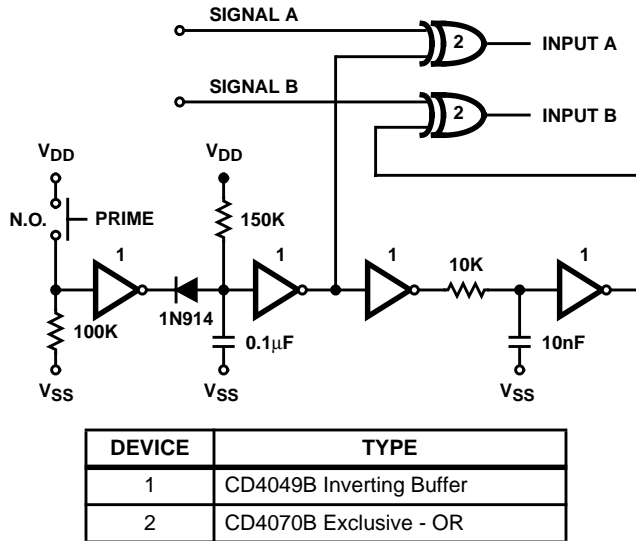 SIGNAL A
2
INPUT A
SIGNAL B
2
INPUT B
VDD
VDD
N.O.
PRIME
150K
1
1
1
10K
1
1N914
100K
0.1μF
10nF
VSS
VSS
VSS
DEVICE TYPE
1 CD4049B Inverting Buffer
2 CD4070B Exclusive - OR